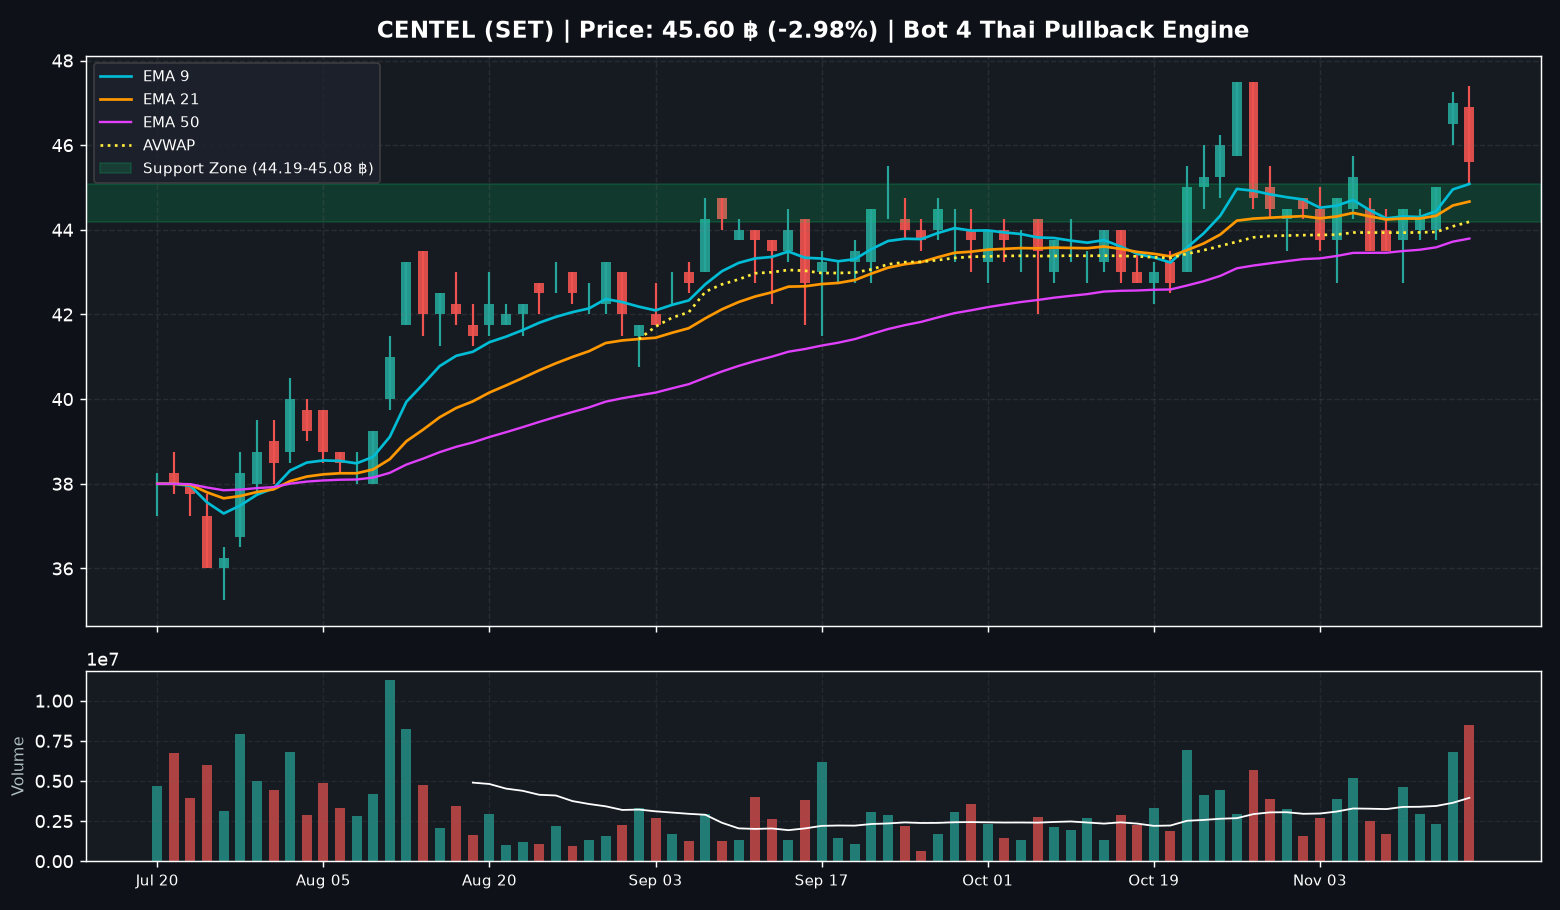 CENTEL (SET) | Price: 45.60 ฿ (-2.98%) | Bot 4 Thai Pullback Engine
48
46
44
42
40
38
36
EMA 9
EMA 21
EMA 50
AVWAP
Support Zone (44.19-45.08 ฿)
1e7
1.00
0.75
0.50
0.25
0.00
Volume
Jul 20
Aug 05
Aug 20
Sep 03
Sep 17
Oct 01
Oct 19
Nov 03